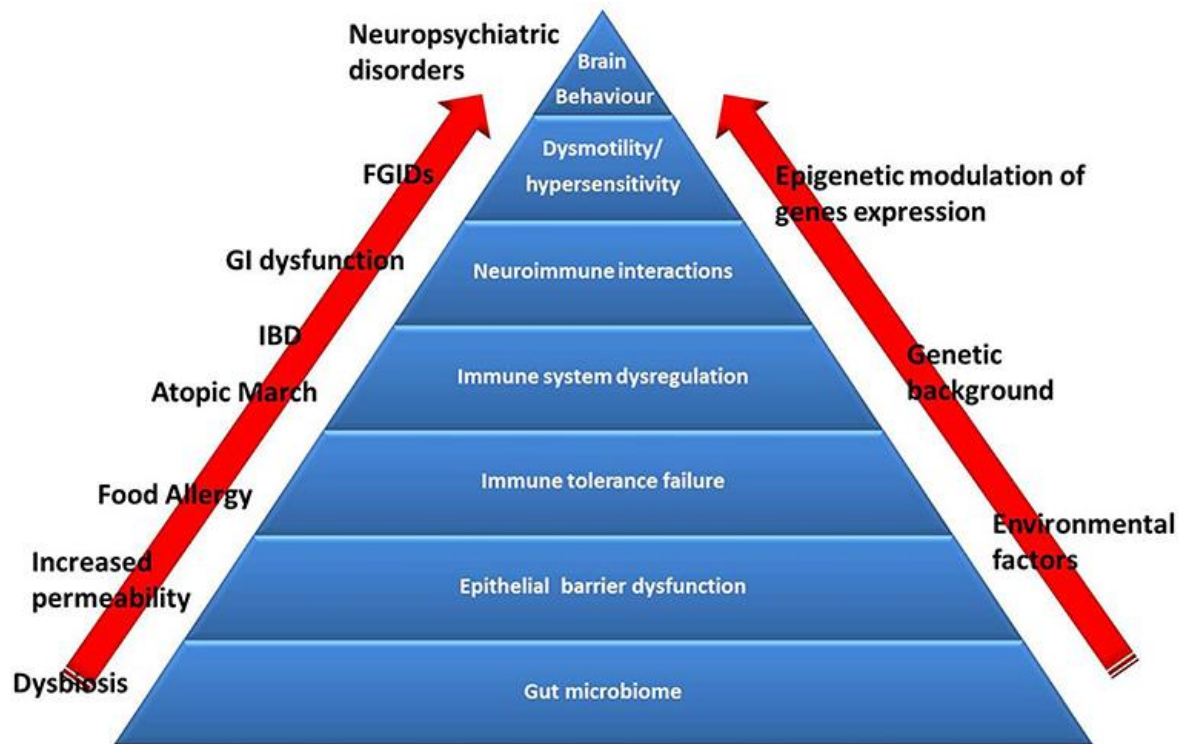 Neuropsychiatric
disorders
FGIDs
GI dysfunction
IBD
Atopic March
Food Allergy
Increased
permeability
Dysbiosis
Brain
Behaviour
Dysmotility/
hypersensitivity
Neuroimmune interactions
Immune system dysregulation
Immune tolerance failure
Epithelial barrier dysfunction
Gut microbiome
Epigenetic modulation of
genes expression
Genetic
background
Environmental
factors